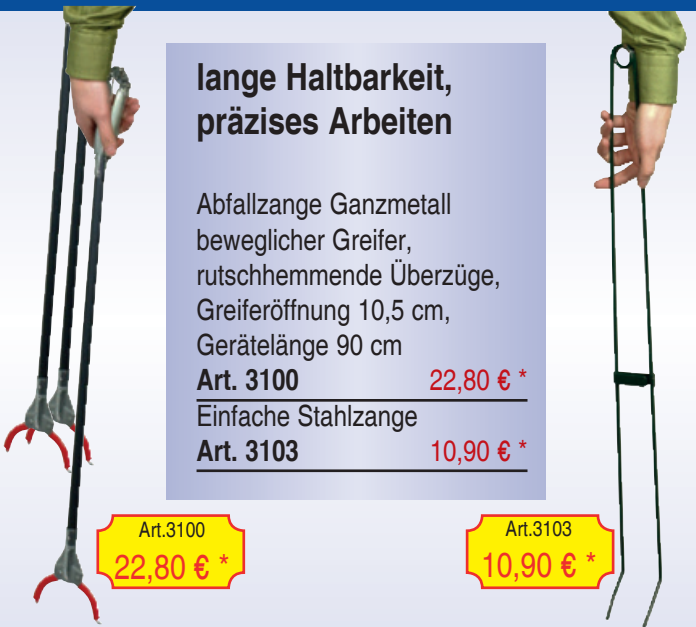 lange Haltbarkeit,
präzises Arbeiten
Abfallzange Ganzmetall
beweglicher Greifer,
rutschhemmende Überzüge,
Greiferöffnung 10,5 cm,
Gerätelänge 90 cm
Art. 3100 22,80 € *
Einfache Stahlzange
Art. 3103 10,90 € *
Art.3100
22,80 € *
Art.3103
10,90 € *